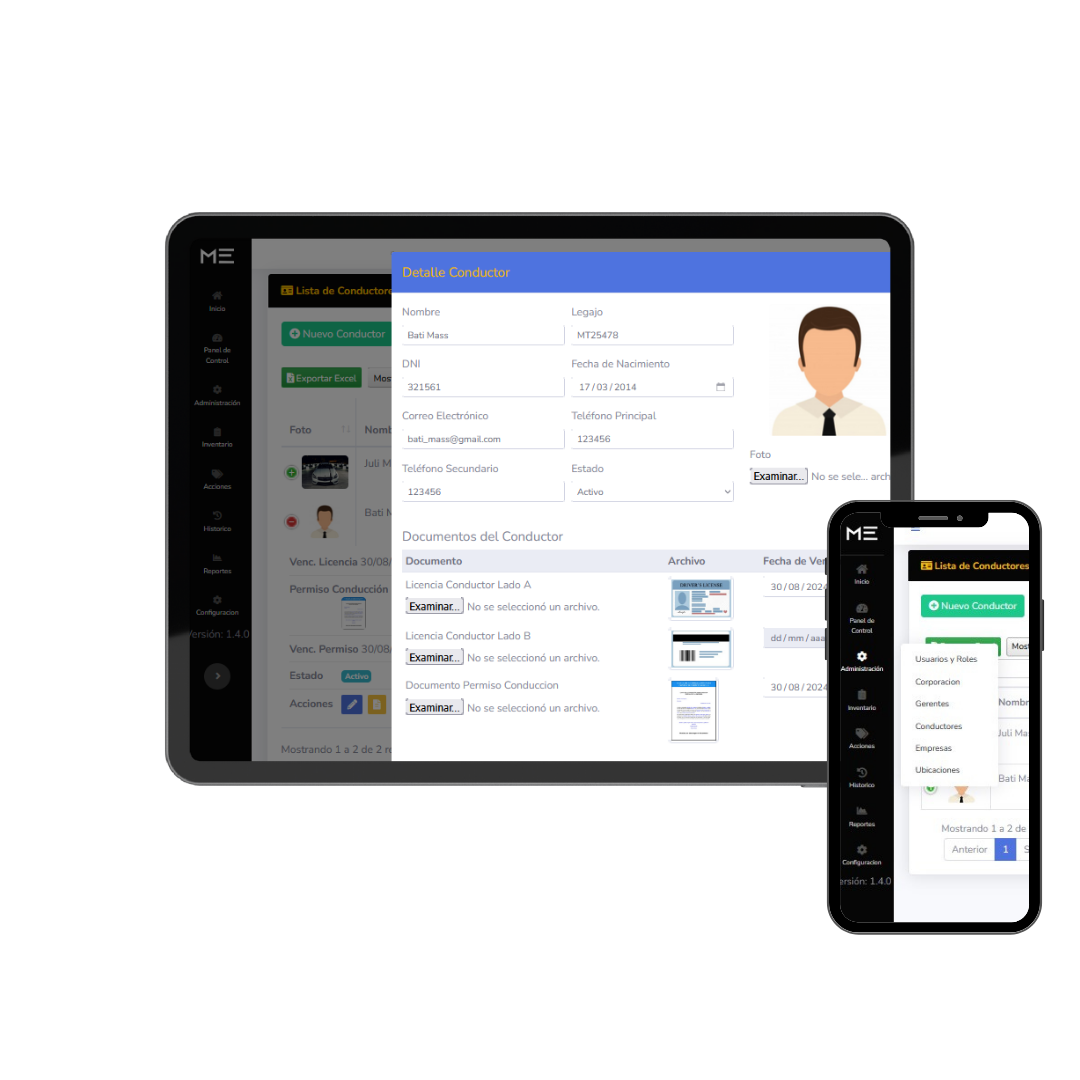 ME
Inicio
Panel de
Control
Administración
Inventario
Acciones
Historico
Reportes
Configuracion
ersión: 1.4.0
Lista de Conductore
Nuevo Conductor
Exportar Excel
Mos
Foto
Nomb
Juli M
Bati N
Venc. Licencia 30/08/
Permiso Conducción
Venc. Permiso 30/08
Estado Activo
Acciones
Mostrando 1 a 2 de 2 re
Detalle Conductor
Nombre
Legajo
Bati Mass
MT25478
DNI
Fecha de Nacimiento
321561
17/03/2014
Correo Electrónico
Teléfono Principal
bati_mass@gmail.com
123456
Teléfono Secundario
Estado
123456
Activo
Foto
Examinar... No se sele... arch
Documentos del Conductor
Documento
Archivo
Fecha de Ver
Licencia Conductor Lado A
Examinar... No se seleccionó un archivo.
DRIVER'S LICENSE
30/08/2024
Licencia Conductor Lado B
Examinar... No se seleccionó un archivo.
dd/mm/aaa
Documento Permiso Conduccion
Examinar... No se seleccionó un archivo.
30/08/2024
ME
Inicio
Panel de
Control
Administración
Inventario
Acciones
Historico
Reportes
Configuracion
ersión: 1.4.0
Lista de Conductores
Nuevo Conductor
Most
Usuarios y Roles
Corporacion
Gerentes
Conductores
Empresas
Ubicaciones
Nombr
Juli Ma
Bati Ma
Mostrando 1 a 2 de
Anterior
1
S